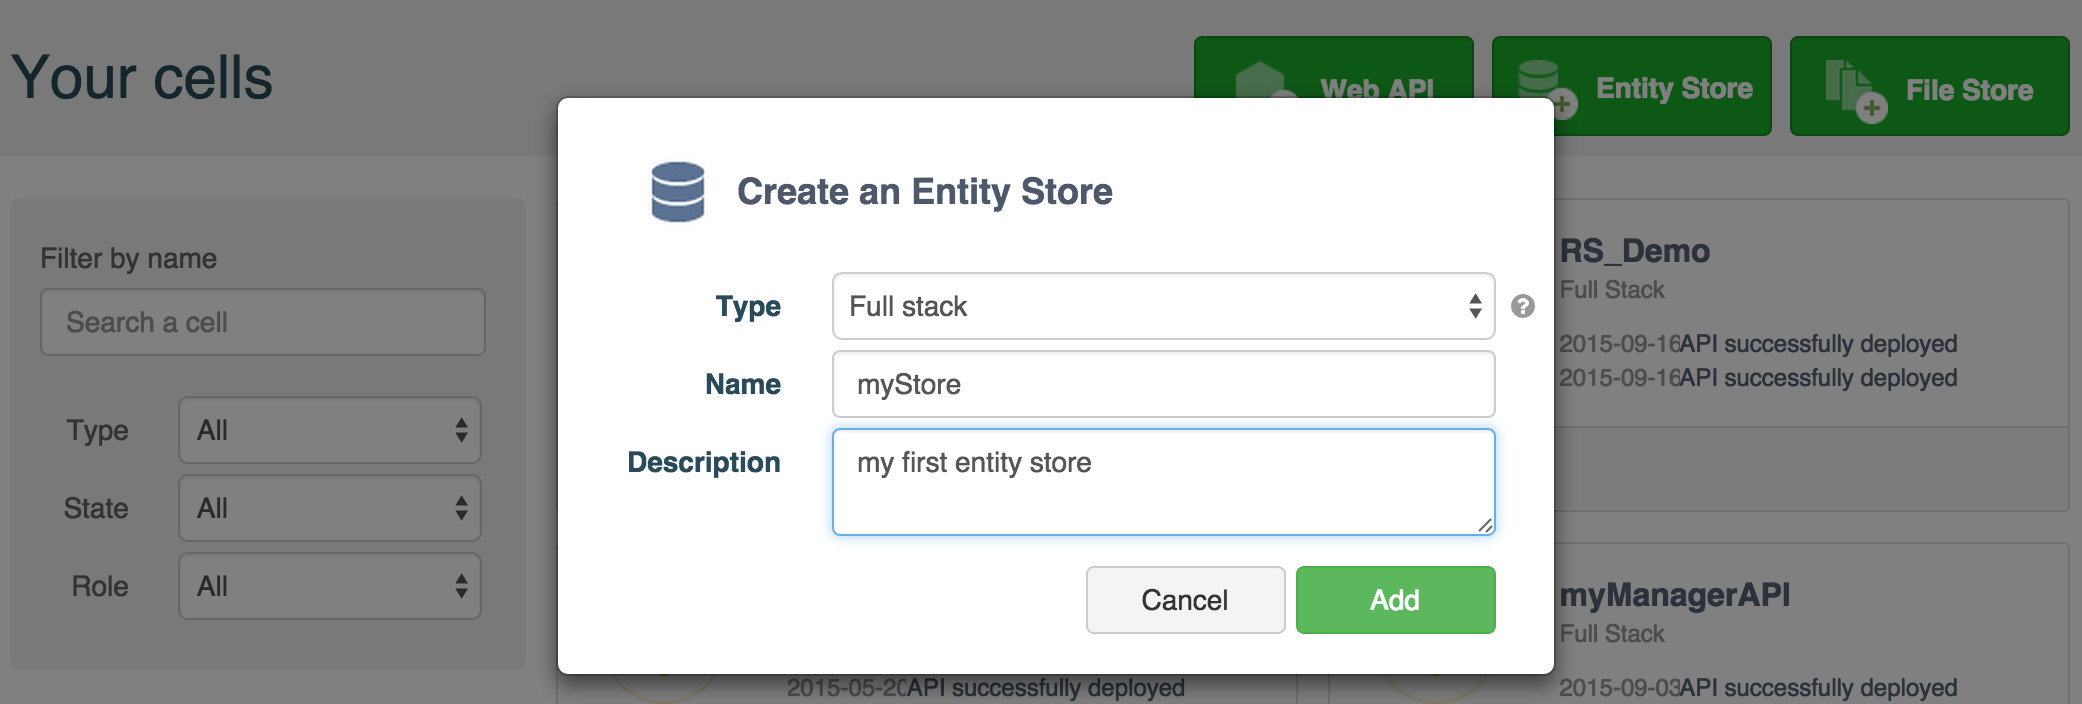 Your cells
Web API
Entity Store
File Store
Create an Entity Store
Type
Full stack
?
Name
myStore
Description
my first entity store
Cancel
Add
Filter by name
Search a cell
Type
All
State
All
Role
All
RS_Demo
Full Stack
2015-09-16API successfully deployed
2015-09-16API successfully deployed
myManagerAPI
Full Stack
2015-05-20API successfully deployed
2015-09-03API successfully deployed